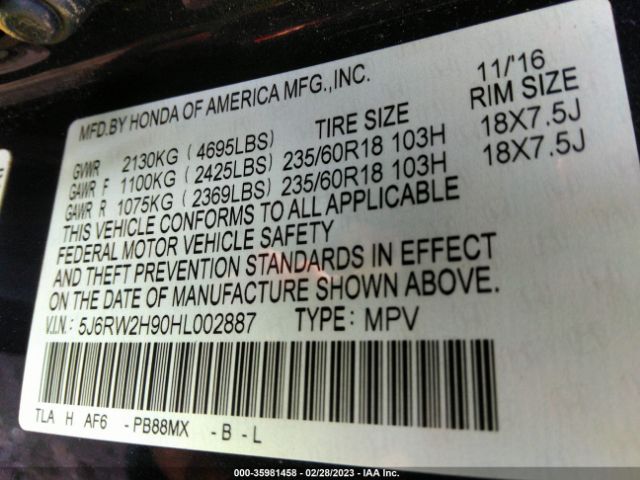 MFD.BY HONDA OF AMERICA MFG.,INC. 11/'16
TIRE SIZE RIM SIZE
GVWR 2130KG (4695LBS)
GAWR F 1100KG (2425LBS) 235/60R18 103H 18X7.5J
GAWR R 1075KG (2369LBS) 235/60R18 103H 18X7.5J
THIS VEHICLE CONFORMS TO ALL APPLICABLE
FEDERAL MOTOR VEHICLE SAFETY
AND THEFT PREVENTION STANDARDS IN EFFECT
ON THE DATE OF MANUFACTURE SHOWN ABOVE.
V.I.N.: 5J6RW2H90HL002887 TYPE: MPV
TLA H AF6 - PB88MX - B - L
000-35981458 | 02/28/2023 | IAA Inc.